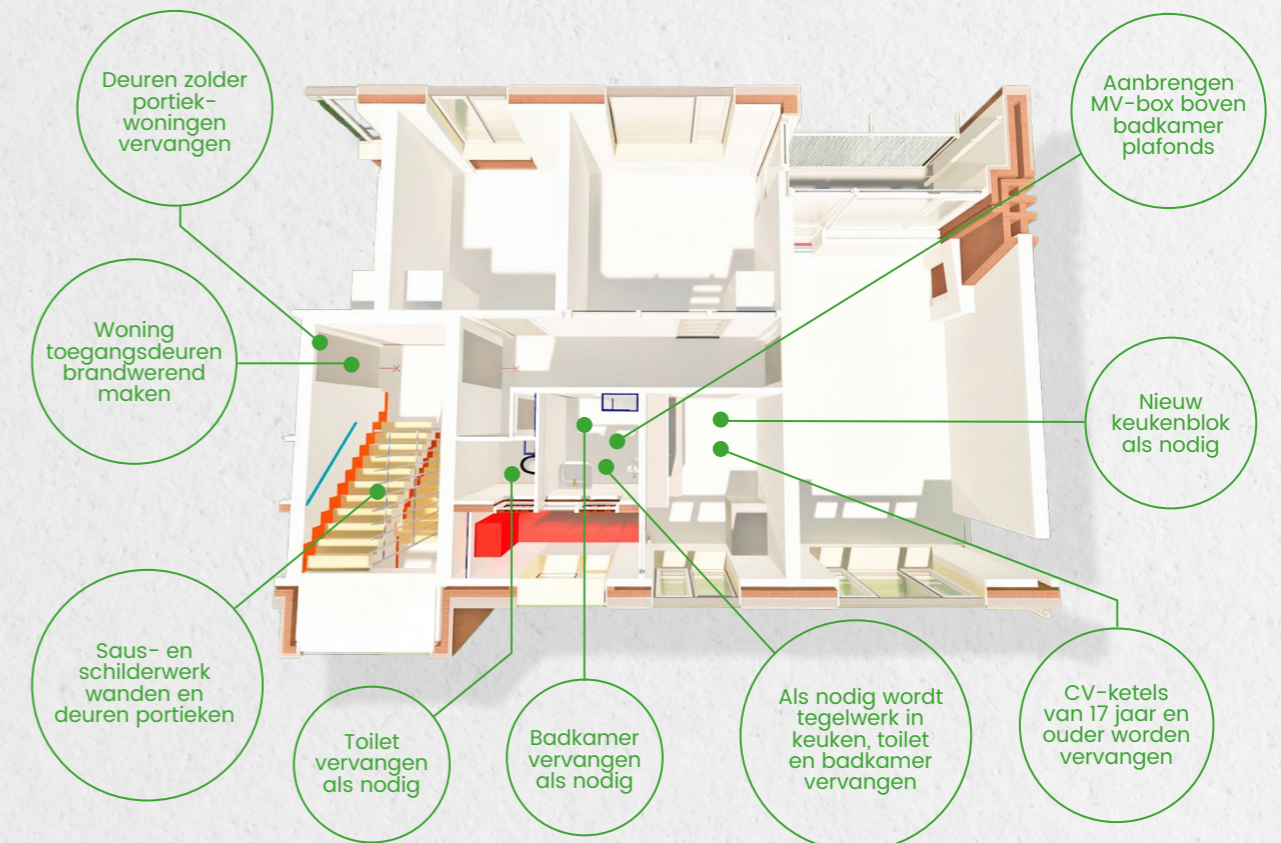 Deuren zolder
portiek-
woningen
vervangen
Aanbrengen
MV-box boven
badkamer
plafonds
Woning
toegangsdeuren
brandwerend
maken
Nieuw
keukenblok
als nodig
Saus- en
schilderwerk
wanden en
deuren portieken
Toilet
vervangen
als nodig
Badkamer
vervangen
als nodig
Als nodig wordt
tegelwerk in
keuken, toilet
en badkamer
vervangen
CV-ketels
van 17 jaar en
ouder worden
vervangen